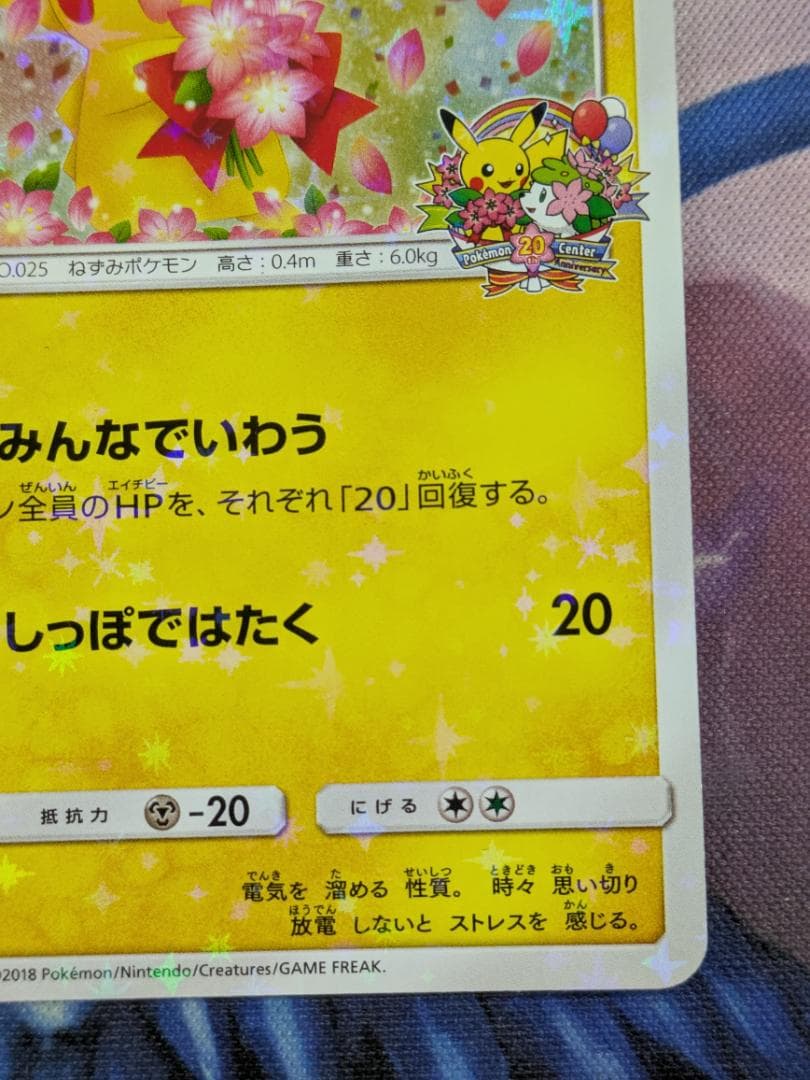 Pokémon 20th Center
Anniversary
O.025 ねずみポケモン 高さ:0.4m 重さ:6.0kg
みんなでいわう
ン全員のHPを、それぞれ「20」回復する。
しっぽではたく 20
抵抗力 -20 にげる
電気を 溜める 性質。 時々 思い切り
放電 しないと ストレスを 感じる。
©2018 Pokémon/Nintendo/Creatures/GAME FREAK.